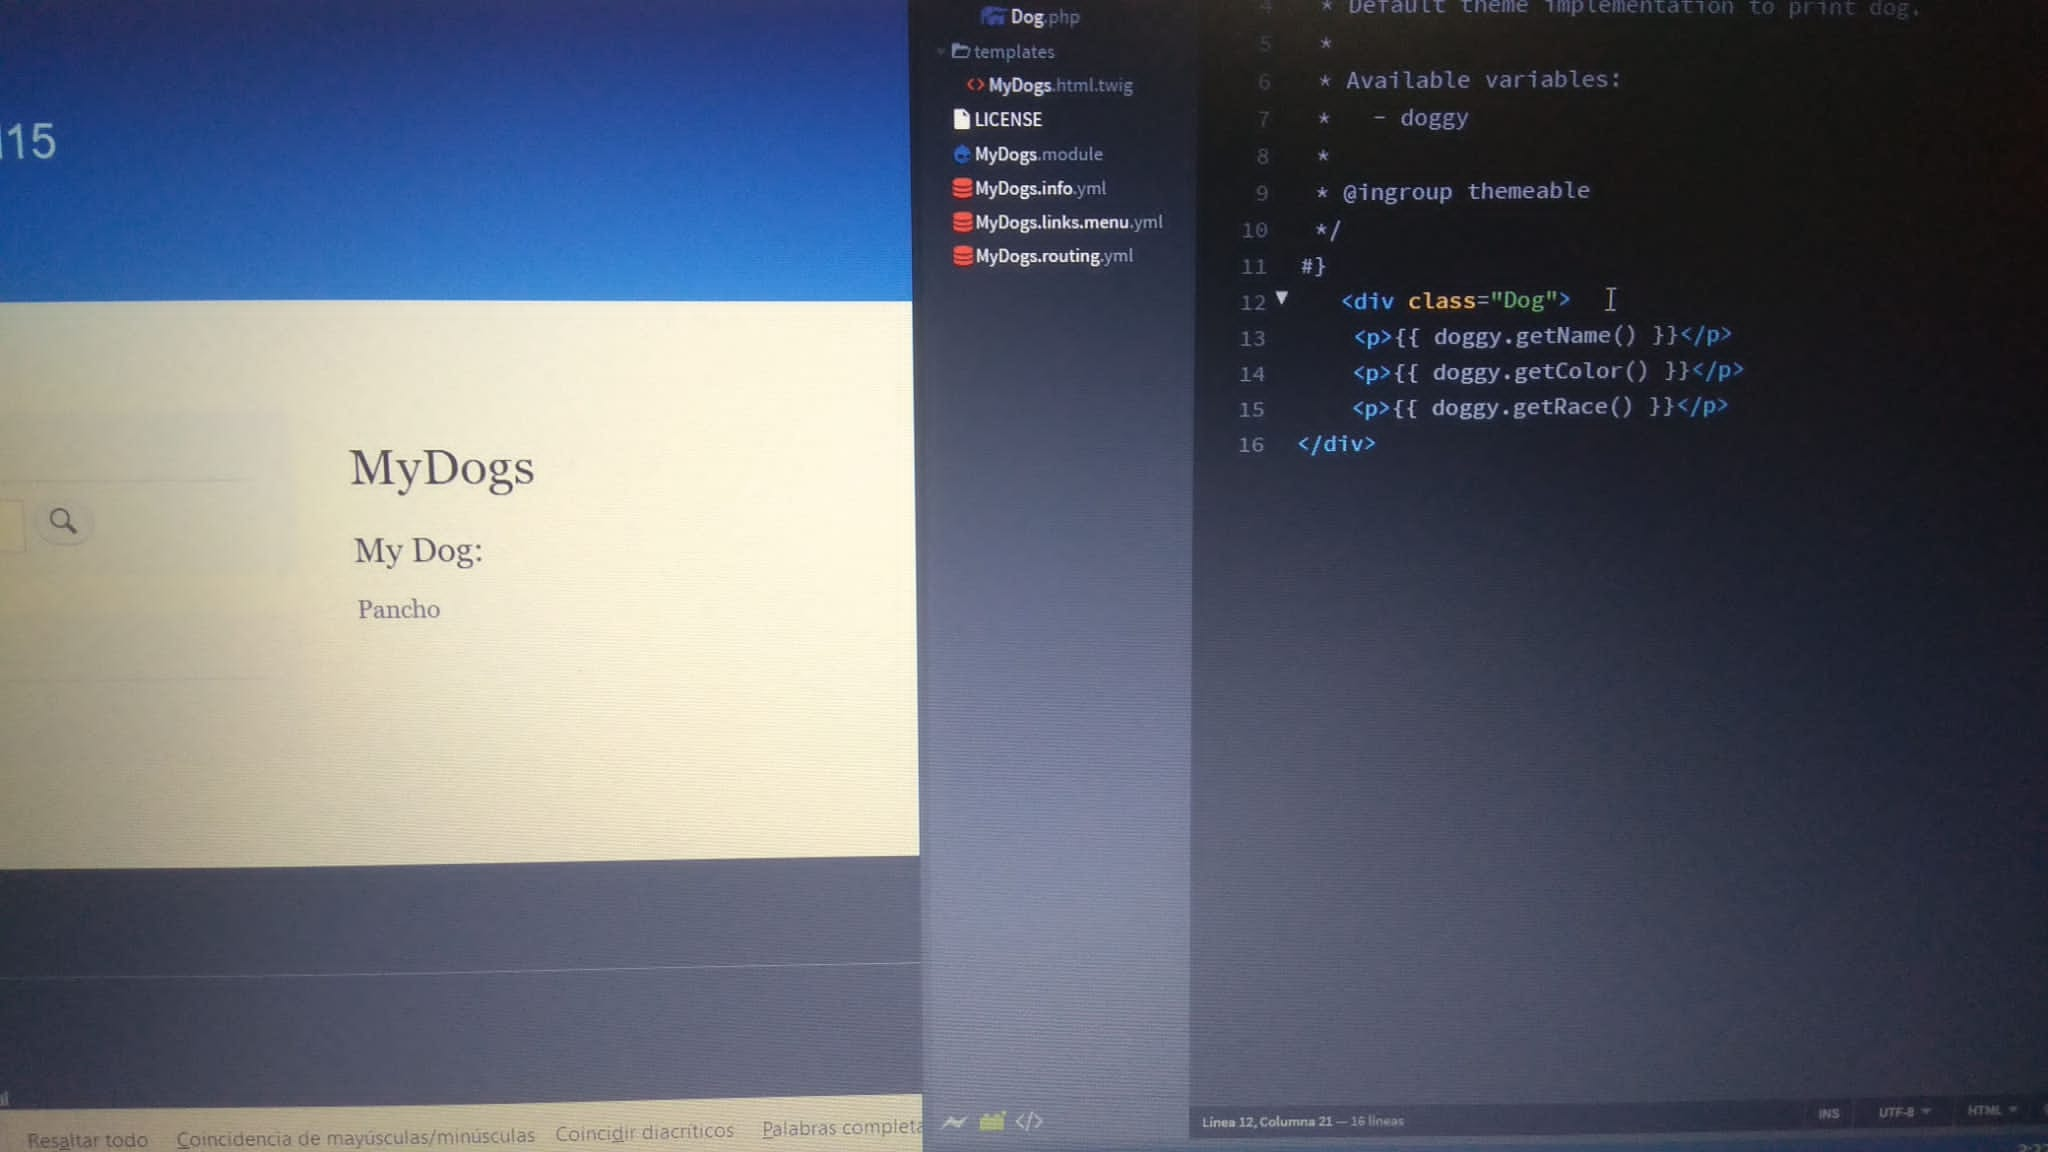 115
MyDogs
My Dog:
Pancho
Resaltar todo Coincidencia de mayúsculas/minúsculas Coincidir diacríticos Palabras completa
Dog.php
templates
MyDogs.html.twig
LICENSE
MyDogs.module
MyDogs.info.yml
MyDogs.links.menu.yml
MyDogs.routing.yml
4 * Default theme implementation to print dog.
5 *
6 * Available variables:
7 * - doggy
8 *
9 * @ingroup themeable
10 */
11 #}
12 <div class="Dog">
13 <p>{{ doggy.getName() }}</p>
14 <p>{{ doggy.getColor() }}</p>
15 <p>{{ doggy.getRace() }}</p>
16 </div>
Línea 12, Columna 21 — 16 líneas INS UTF-8 HTML